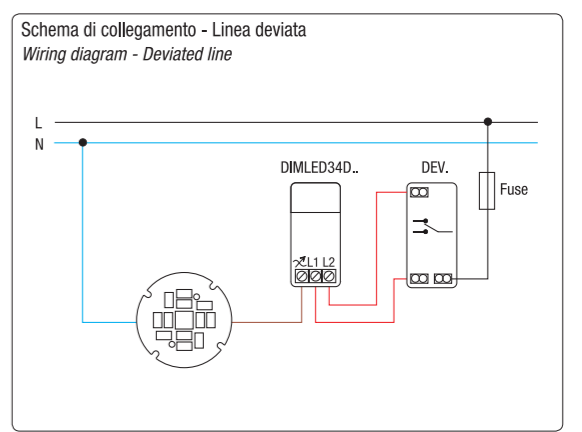 Schema di collegamento - Linea deviata
Wiring diagram - Deviated line
L
N
DIMLED34D..
DEV.
Fuse
L1 L2